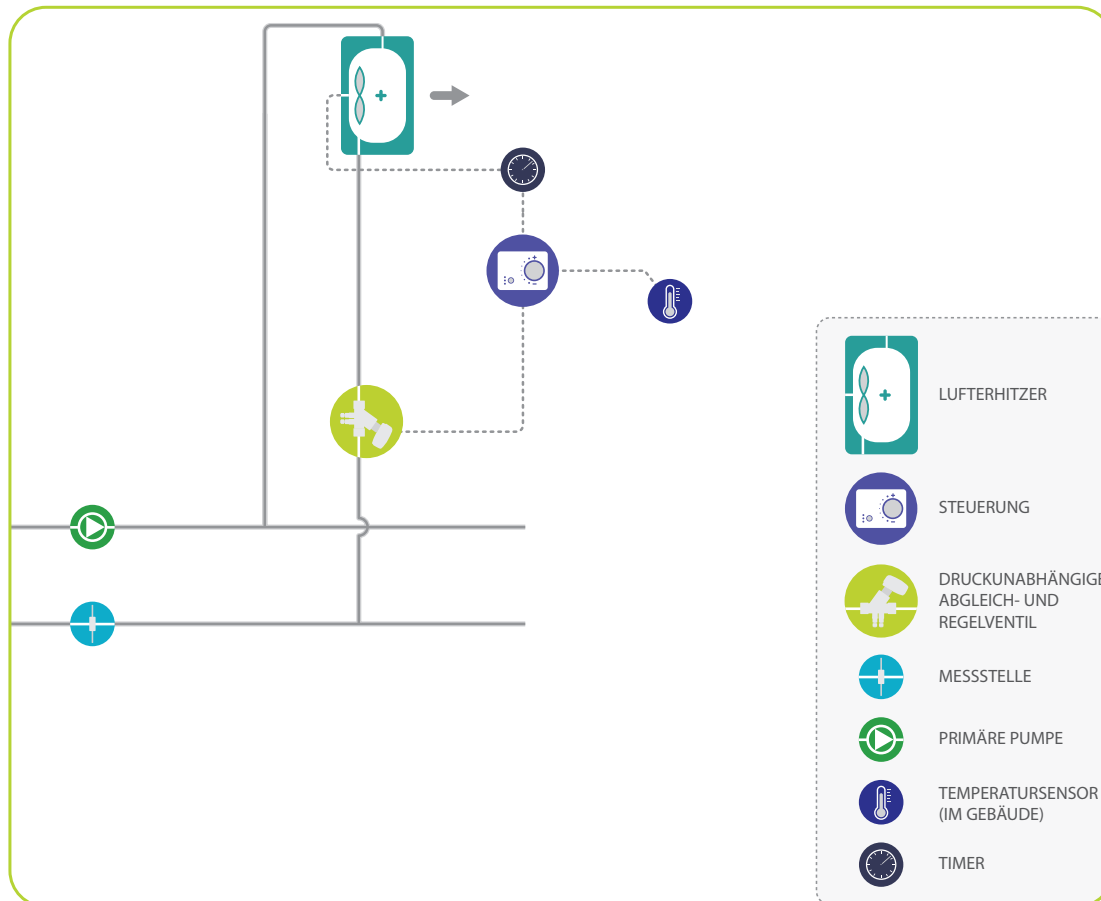 LUFTERHITZER
STEUERUNG
DRUCKUNABHÄNGIGE
ABGLEICH- UND
REGELVENTIL
MESSSTELLE
PRIMÄRE PUMPE
TEMPERATURSENSOR
(IM GEBÄUDE)
TIMER